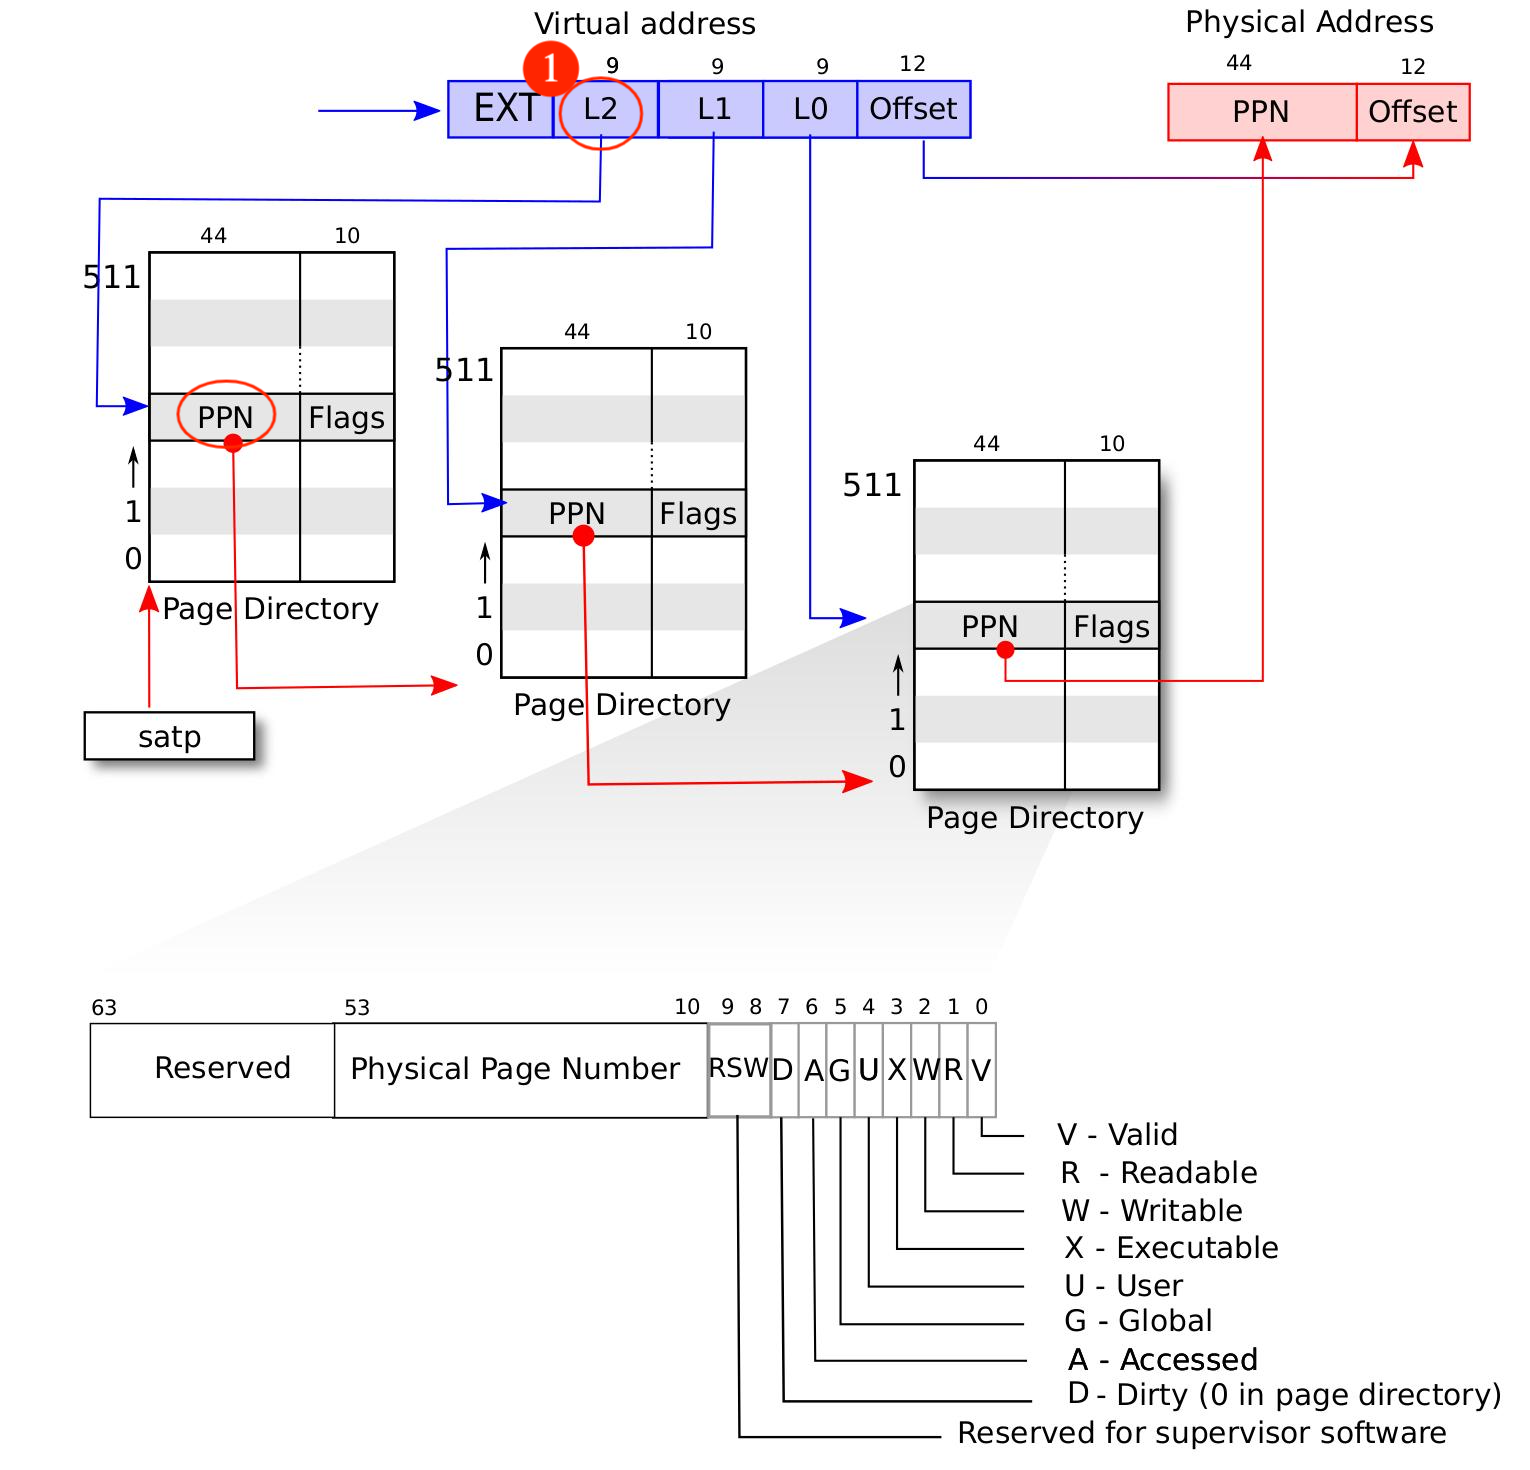 Virtual address
Physical Address
1
9
9
9
12
44
12
EXT
L2
L1
L0
Offset
PPN
Offset
44
10
511
PPN
Flags
1
0
Page Directory
satp
44
10
511
PPN
Flags
1
0
Page Directory
44
10
511
PPN
Flags
1
0
Page Directory
63
53
10
9
8
7
6
5
4
3
2
1
0
Reserved
Physical Page Number
RSW
D
A
G
U
X
W
R
V
V - Valid
R - Readable
W - Writable
X - Executable
U - User
G - Global
A - Accessed
D - Dirty (0 in page directory)
Reserved for supervisor software